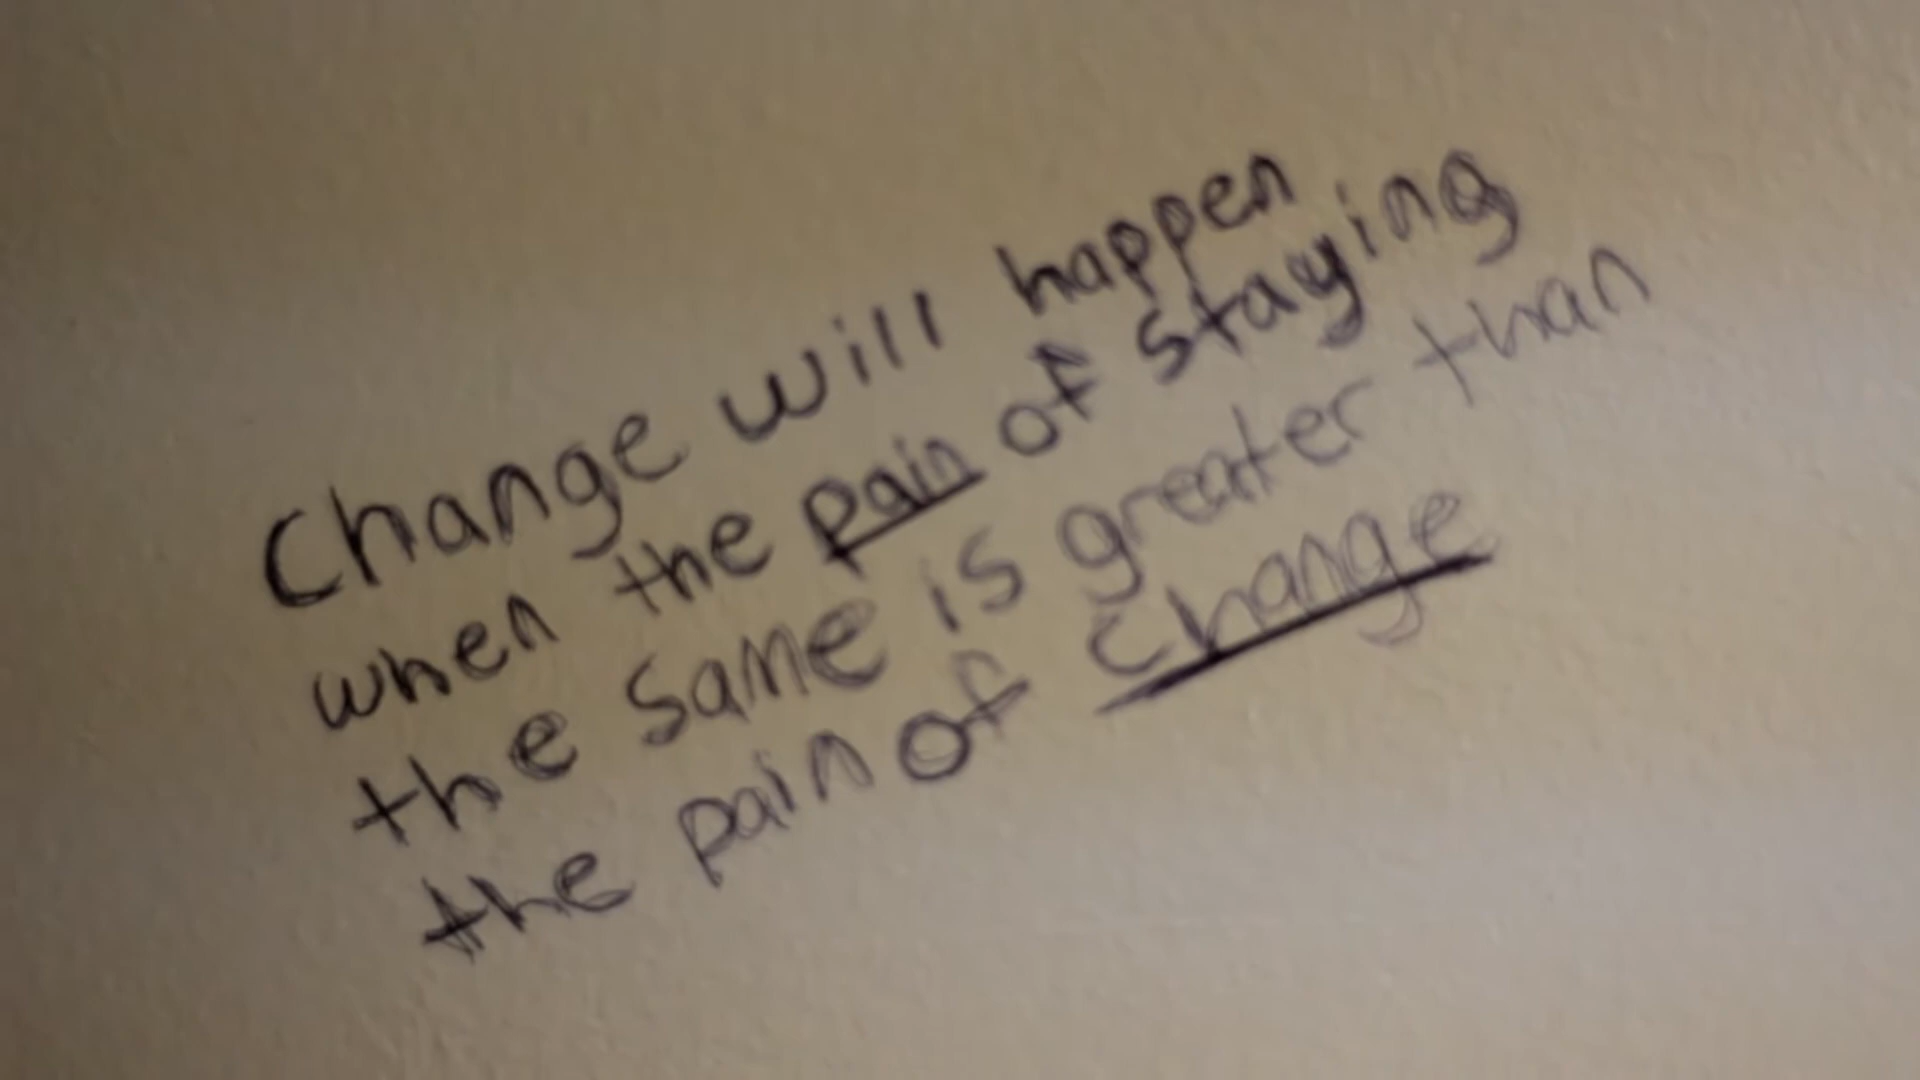 Change will happen
when the pain of staying
the same is greater than
the pain of change